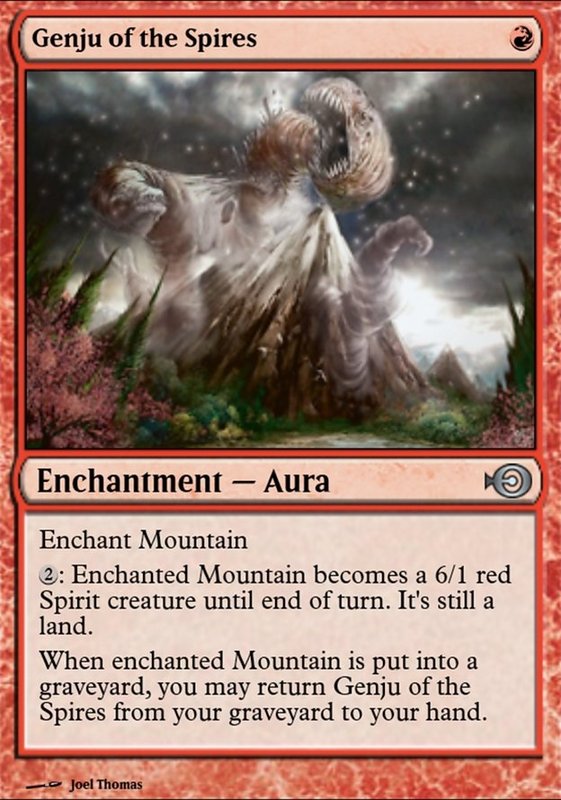 Genju of the Spires
Enchantment — Aura
Enchant Mountain
2: Enchanted Mountain becomes a 6/1 red
Spirit creature until end of turn. It's still a
land.
When enchanted Mountain is put into a
graveyard, you may return Genju of the
Spires from your graveyard to your hand.
Joel Thomas